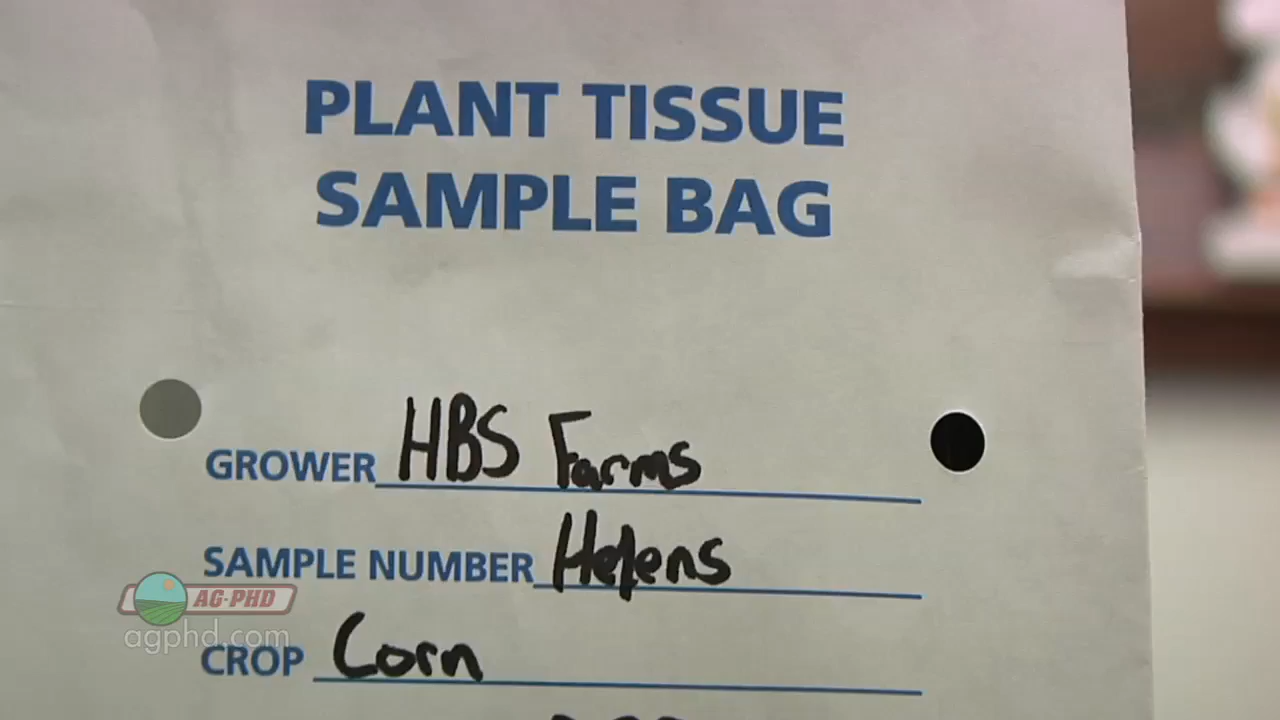 PLANT TISSUE
SAMPLE BAG
GROWER HBS Farms
SAMPLE NUMBER Helens
AG-PHD
agphd.com
CROP Corn